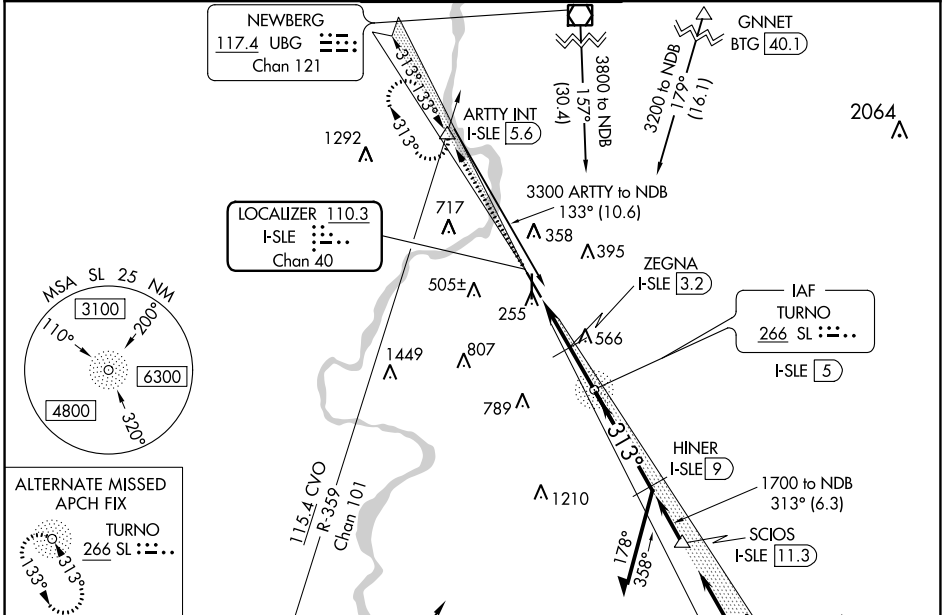 NEWBERG
117.4 UBG
Chan 121
313°
133°
313°
ARTTY INT
I-SLE 5.6
3800 to NDB
157°
(30.4)
GNNET
BTG 40.1
3200 to NDB
179°
(16.1)
2064
1292
3300 ARTTY to NDB
133° (10.6)
LOCALIZER 110.3
I-SLE
Chan 40
717
358
395
505±
255
ZEGNA
I-SLE 3.2
566
IAF
TURNO
266 SL
I-SLE 5
MSA SL 25 NM
3100
110°
200°
6300
4800
320°
1449
807
789
313°
HINER
I-SLE 9
1700 to NDB
313° (6.3)
SCIOS
I-SLE 11.3
1210
178°
358°
115.4 CVO
R-359
Chan 101
ALTERNATE MISSED
APCH FIX
TURNO
266 SL
133°
313°